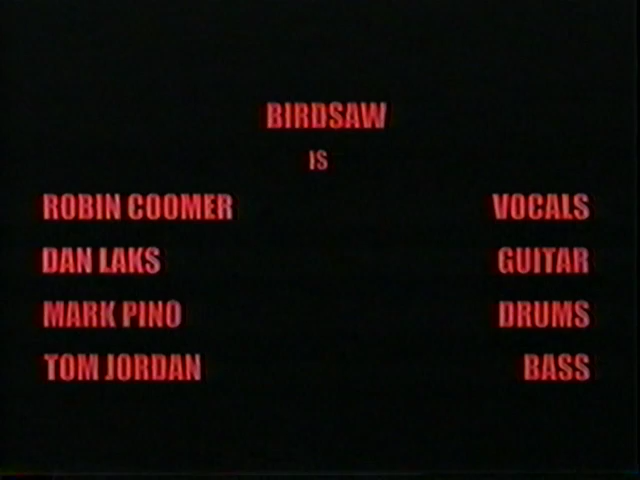 BIRDSAW
IS
ROBIN COOMER VOCALS
DAN LAKS GUITAR
MARK PINO DRUMS
TOM JORDAN BASS